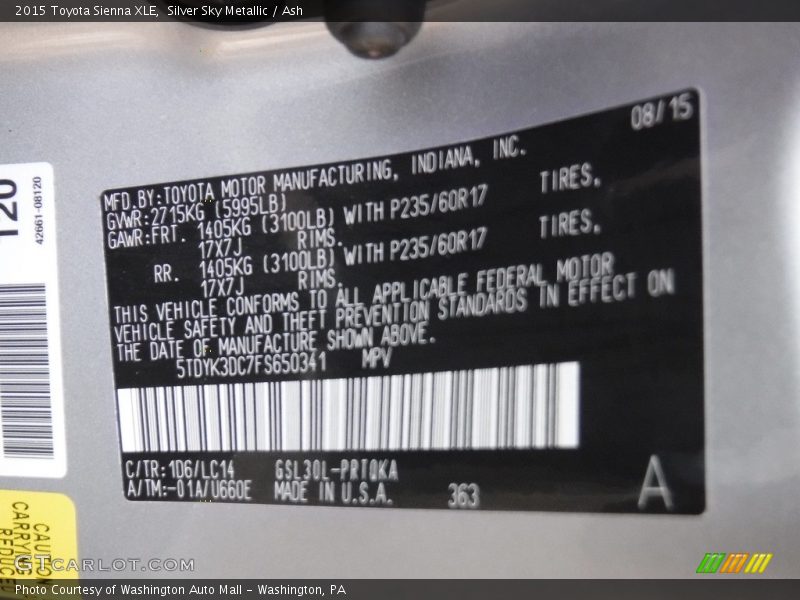 2015 Toyota Sienna XLE,  Silver Sky Metallic / Ash
08/15
MFD.BY:TOYOTA MOTOR MANUFACTURING, INDIANA, INC.
GVWR:2715KG (5995LB)
GAWR:FRT. 1405KG (3100LB) WITH P235/60R17 TIRES,
17X7J RIMS.
RR. 1405KG (3100LB) WITH P235/60R17 TIRES,
17X7J RIMS.
THIS VEHICLE CONFORMS TO ALL APPLICABLE FEDERAL MOTOR
VEHICLE SAFETY AND THEFT PREVENTION STANDARDS IN EFFECT ON
THE DATE OF MANUFACTURE SHOWN ABOVE.
5TDYK3DC7FS650341 MPV
C/TR:1D6/LC14 GSL30L-PRTQKA
A/TM:-01A/U660E MADE IN U.S.A. 363
A
120
42661-08120
CAUTION
CARRYING
REDUCED
GTCARLOT.COM
Photo Courtesy of Washington Auto Mall - Washington, PA